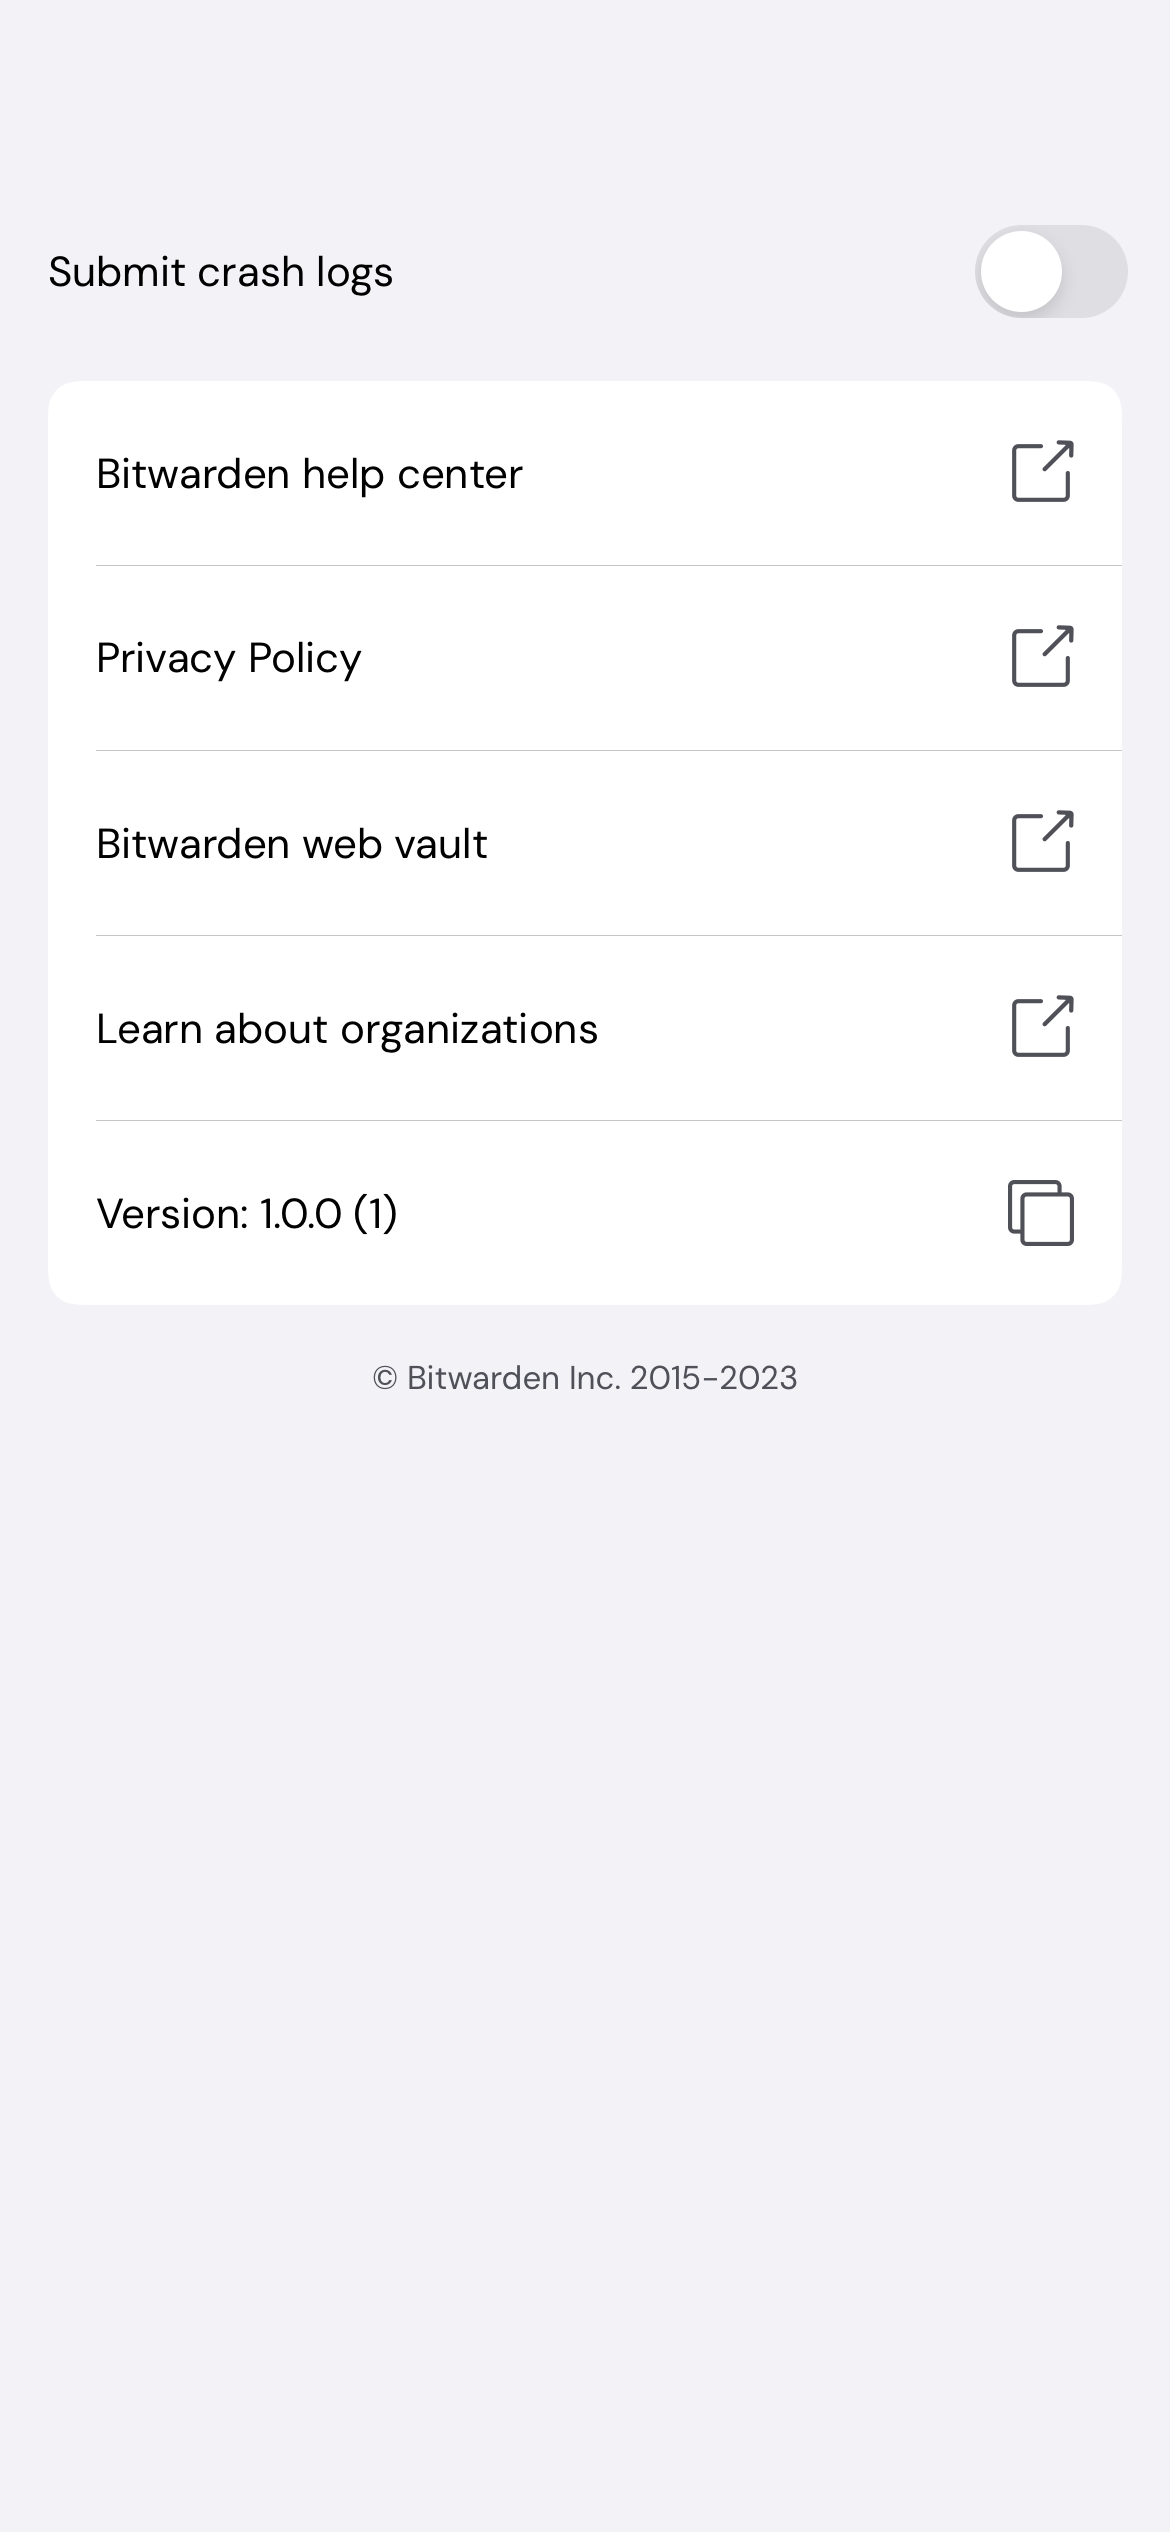 Submit crash logs
Bitwarden help center
Privacy Policy
Bitwarden web vault
Learn about organizations
Version: 1.0.0 (1)
© Bitwarden Inc. 2015-2023